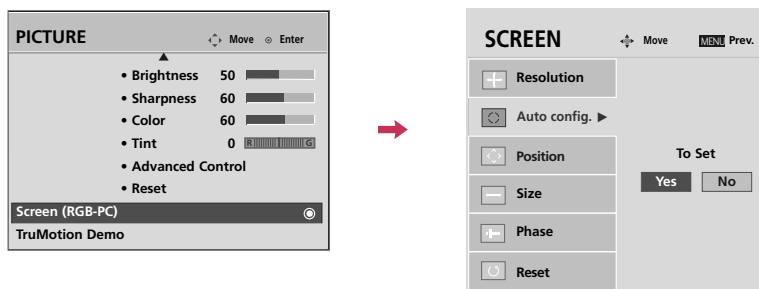 PICTURE Move Enter
• Brightness 50
• Sharpness 60
• Color 60
• Tint 0 R G
• Advanced Control
• Reset
Screen (RGB-PC)
TruMotion Demo
SCREEN Move MENU Prev.
Resolution
Auto config. ▶
Position
Size
Phase
Reset
To Set
Yes No